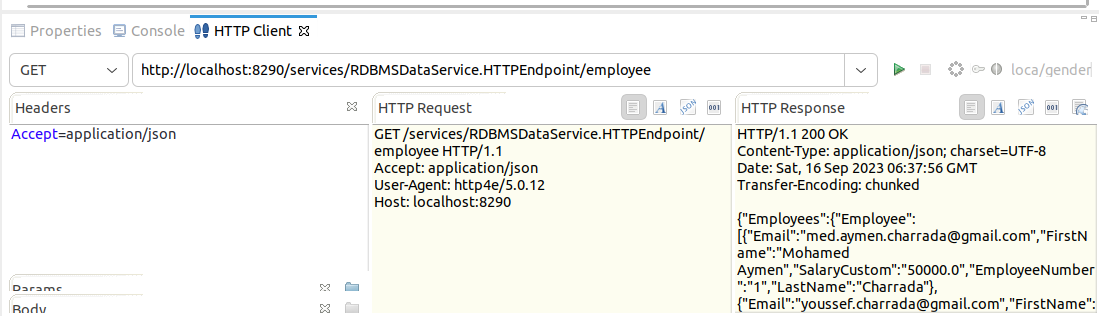 Properties Console HTTP Client
GET http://localhost:8290/services/RDBMSDataService.HTTPEndpoint/employee loca/gender
Headers
Accept=application/json
Params
Body
HTTP Request
JSON
GET /services/RDBMSDataService.HTTPEndpoint/
employee HTTP/1.1
Accept: application/json
User-Agent: http4e/5.0.12
Host: localhost:8290
HTTP Response
JSON
HTTP/1.1 200 OK
Content-Type: application/json; charset=UTF-8
Date: Sat, 16 Sep 2023 06:37:56 GMT
Transfer-Encoding: chunked
{"Employees":{"Employee":
[{"Email":"med.aymen.charrada@gmail.com","FirstN
ame":"Mohamed
Aymen","SalaryCustom":"50000.0","EmployeeNumber
":"1","LastName":"Charrada"},
{"Email":"youssef.charrada@gmail.com","FirstName":